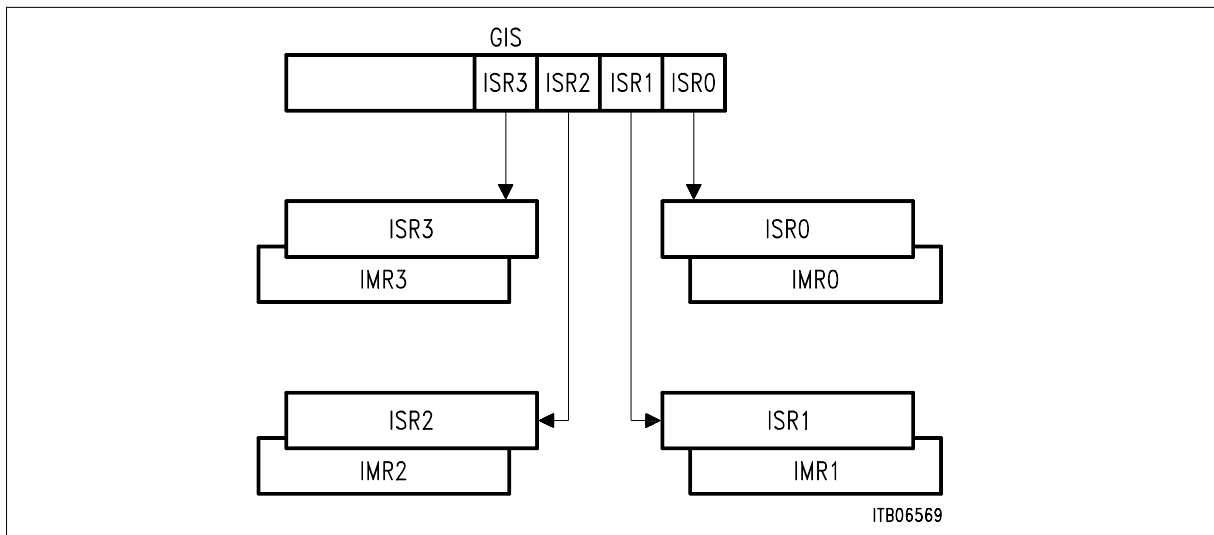 GIS
ISR3 ISR2 ISR1 ISR0
ISR3 ISR0
IMR3 IMR0
ISR2 ISR1
IMR2 IMR1
ITB06569